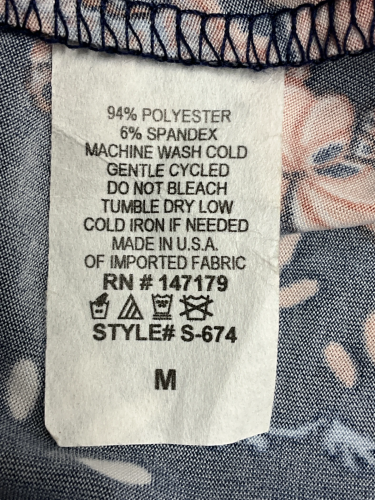 94% POLYESTER
6% SPANDEX
MACHINE WASH COLD
GENTLE CYCLED
DO NOT BLEACH
TUMBLE DRY LOW
COLD IRON IF NEEDED
MADE IN U.S.A.
OF IMPORTED FABRIC
RN # 147179
STYLE# S-674
M